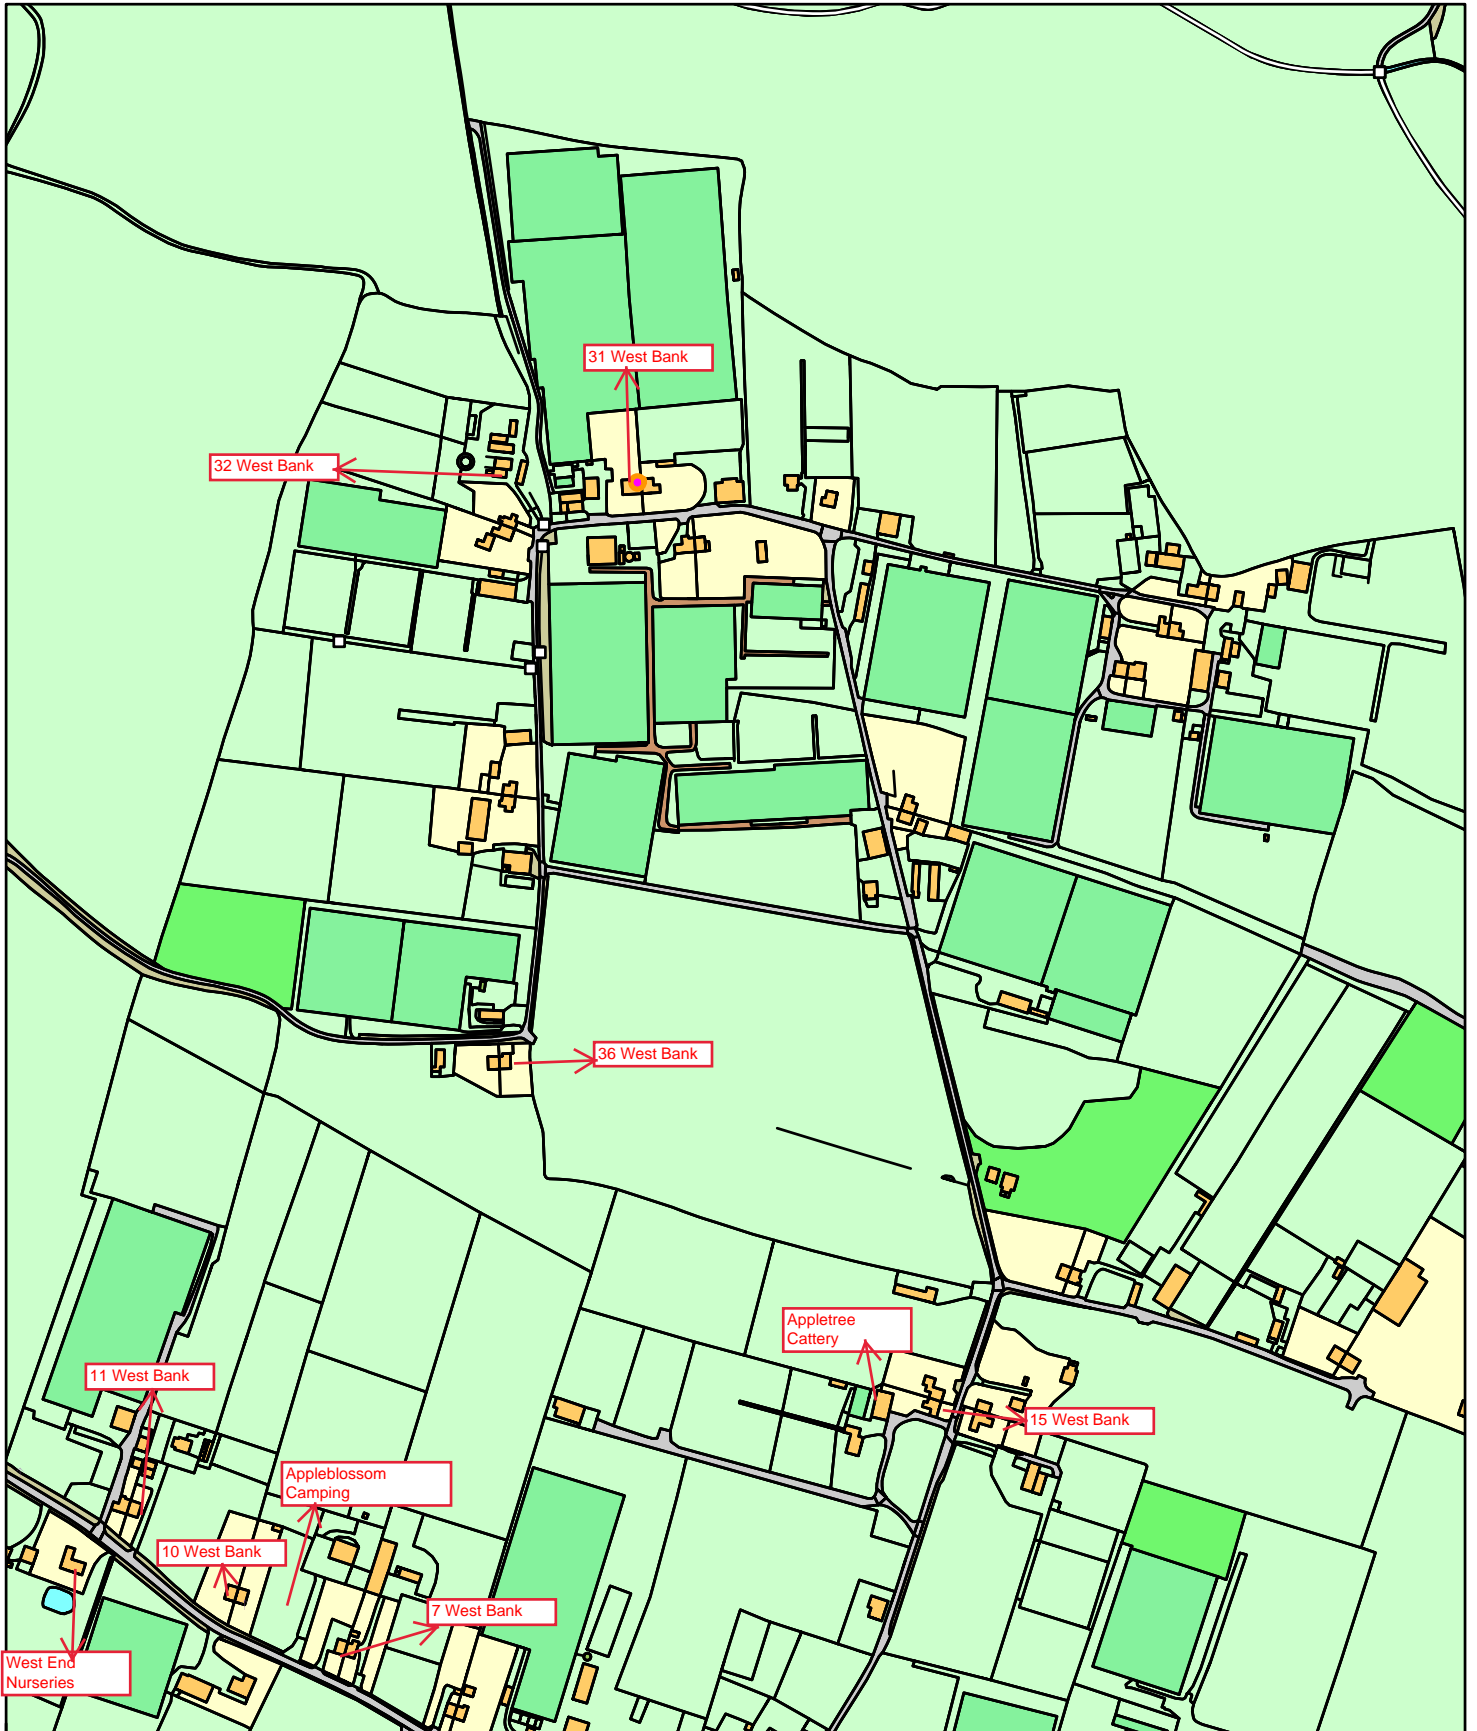 31 West Bank
32 West Bank
36 West Bank
Appletree
Cattery
11 West Bank
15 West Bank
Appleblossom
Camping
10 West Bank
7 West Bank
West End
Nurseries